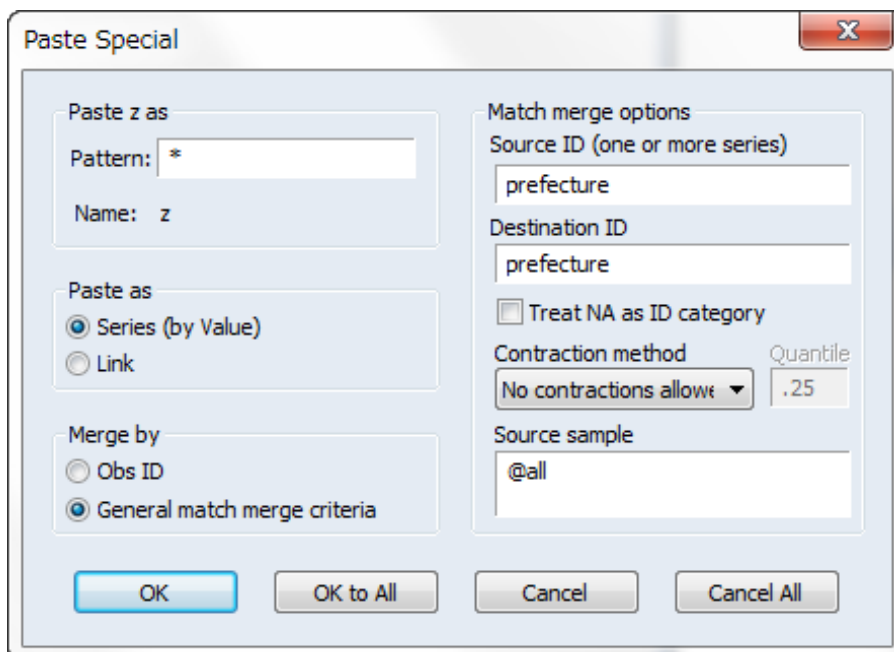 Paste Special
Paste z as
Pattern: *
Name: z
Paste as
Series (by Value)
Link
Merge by
Obs ID
General match merge criteria
Match merge options
Source ID (one or more series)
prefecture
Destination ID
prefecture
Treat NA as ID category
Contraction method Quantile
No contractions allowe .25
Source sample
@all
OK OK to All Cancel Cancel All